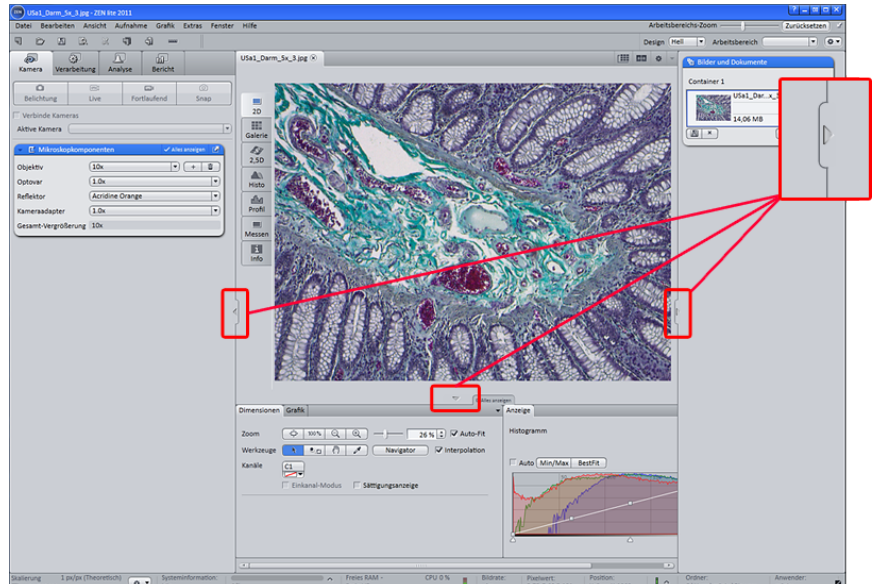 USa1_Darm_5x_3.jpg - ZEN lite 2011
Datei Bearbeiten Ansicht Aufnahme Grafik Extras Fenster Hilfe
Arbeitsbereichs-Zoom Zurücksetzen
Design Hell Arbeitsbereich
Kamera Verarbeitung Analyse Bericht
USa1_Darm_5x_3.jpg
Bilder und Dokumente
Belichtung Live Fortlaufend Snap
Container 1
USa1_Dar...x_
14,06 MB
Verbinde Kameras
Aktive Kamera
Mikroskopkomponenten Alles anzeigen
Objektiv 10x
Optovar 1.0x
Reflektor Acridine Orange
Kameraadapter 1.0x
Gesamt-Vergrößerung 10x
2D
Galerie
2,5D
Histo
Profil
Messen
Info
Dimensionen Grafik
Alles anzeigen
Anzeige
Zoom 100% 26 % Auto-Fit
Werkzeuge Navigator Interpolation
Kanäle C1
Einkanal-Modus Sättigungsanzeige
Histogramm
Auto Min/Max BestFit
Skalierung 1 px/px (Theoretisch) Systeminformation: Freies RAM - CPU 0 % Bildrate: Pixelwert: Position: Ordner: Anwender: